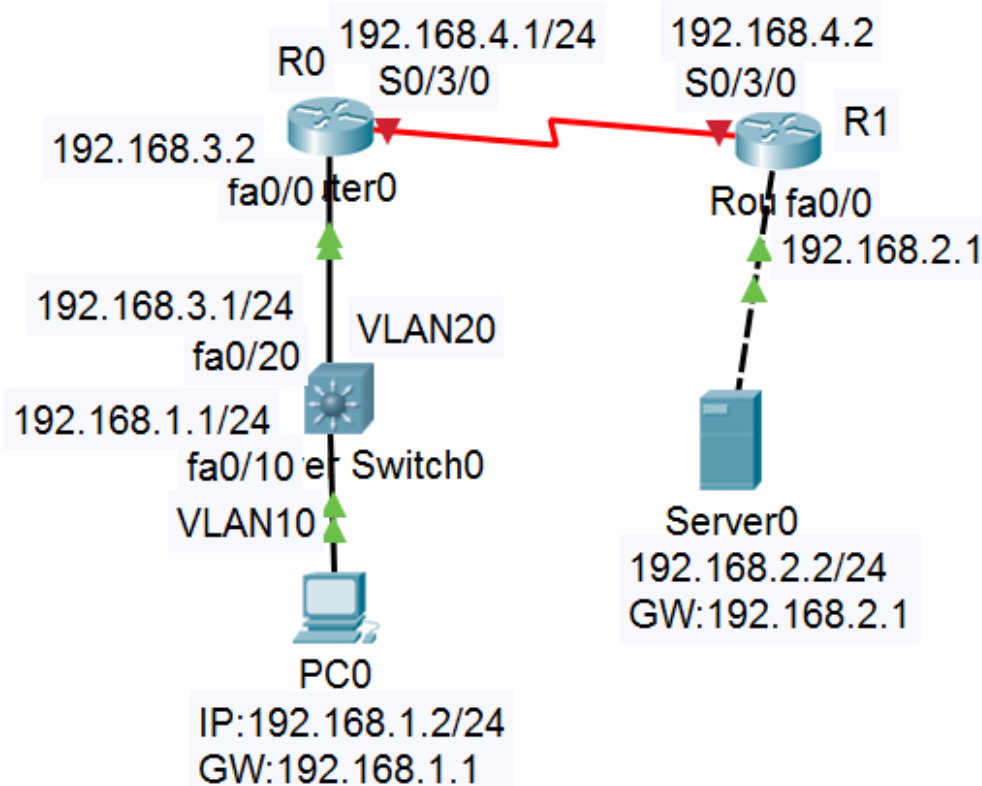 192.168.4.1/24
192.168.4.2
R0
S0/3/0
S0/3/0
R1
192.168.3.2
fa0/0
fa0/0
192.168.2.1
192.168.3.1/24
VLAN20
fa0/20
192.168.1.1/24
fa0/10
Switch0
VLAN10
Server0
192.168.2.2/24
GW:192.168.2.1
PC0
IP:192.168.1.2/24
GW:192.168.1.1